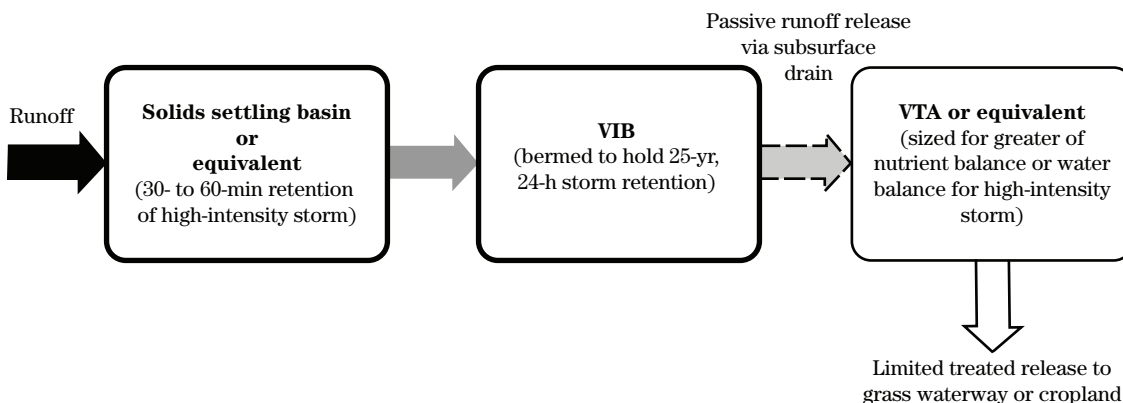 Runoff
Solids settling basin
or
equivalent
(30- to 60-min retention
of high-intensity storm)
VIB
(bermed to hold 25-yr,
24-h storm retention)
Passive runoff release
via subsurface
drain
VTA or equivalent
(sized for greater of
nutrient balance or water
balance for high-intensity
storm)
Limited treated release to
grass waterway or cropland